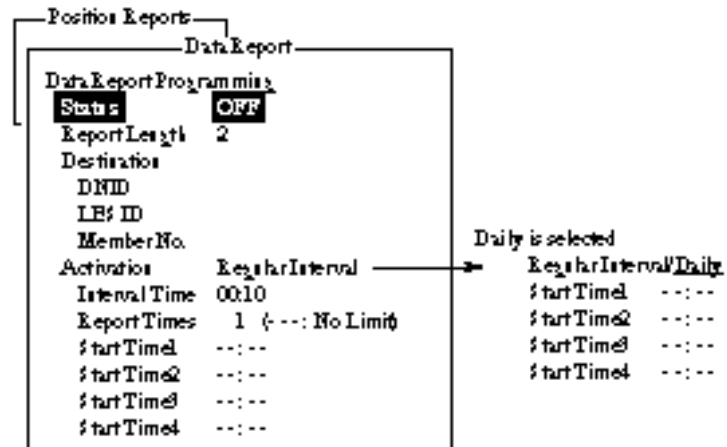 Position Reports
Data Report
Data Report Programming
Status OFF
Report Length 2
Destination
DNID
LES ID
Member No.
Activation Regular Interval
Interval Time 00:10
Report Times 1 (---: No Limit)
Start Time1 --:--
Start Time2 --:--
Start Time3 --:--
Start Time4 --:--
Daily is selected
Regular Interval/Daily
Start Time1 --:--
Start Time2 --:--
Start Time3 --:--
Start Time4 --:--